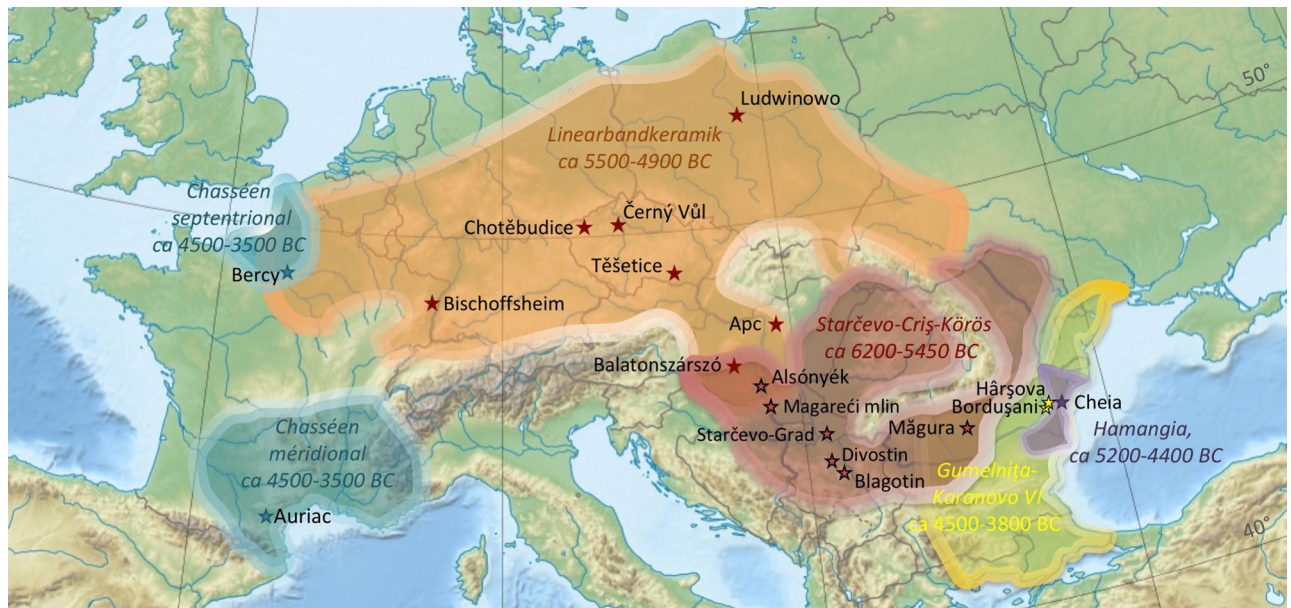 Ludwinowo
50°
Linearbandkeramik
ca 5500-4900 BC
Chasséen
septentrional
ca 4500-3500 BC
Černý Vůl
Chotěbudice
Bercy
Těšetice
Bischoffsheim
Apc
Starčevo-Criş-Körös
ca 6200-5450 BC
Balatonszárszó
Alsónyék
Hârşova
Magareći mlin
Borduşani
Cheia
Chasséen
méridional
ca 4500-3500 BC
Starčevo-Grad
Măgura
Hamangia,
ca 5200-4400 BC
Divostin
Blagotin
Gumelniţa-
Karanovo VI
ca 4500-3800 BC
Auriac
40°